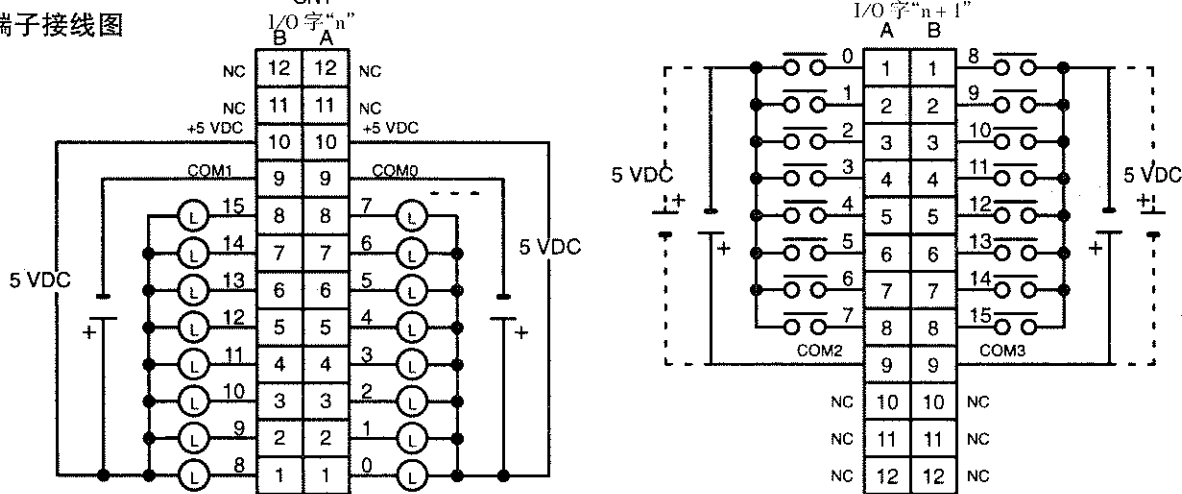 端子接线图
I/O 字“n”
B A
NC 12 12 NC
NC 11 11 NC
+5 VDC 10 10 +5 VDC
COM1 9 9 COM0
15 8 8 7
L L
14 7 7 6
L L
13 6 6 5
L L
12 5 5 4
L L
11 4 4 3
L L
10 3 3 2
L L
9 2 2 1
L L
8 1 1 0
L L
5 VDC
+
5 VDC
+
I/O 字“n + 1”
A B
0 1 1 8
1 2 2 9
2 3 3 10
3 4 4 11
4 5 5 12
5 6 6 13
6 7 7 14
7 8 8 15
COM2 9 9 COM3
NC 10 10 NC
NC 11 11 NC
NC 12 12 NC
5 VDC
+
+
5 VDC
+
+